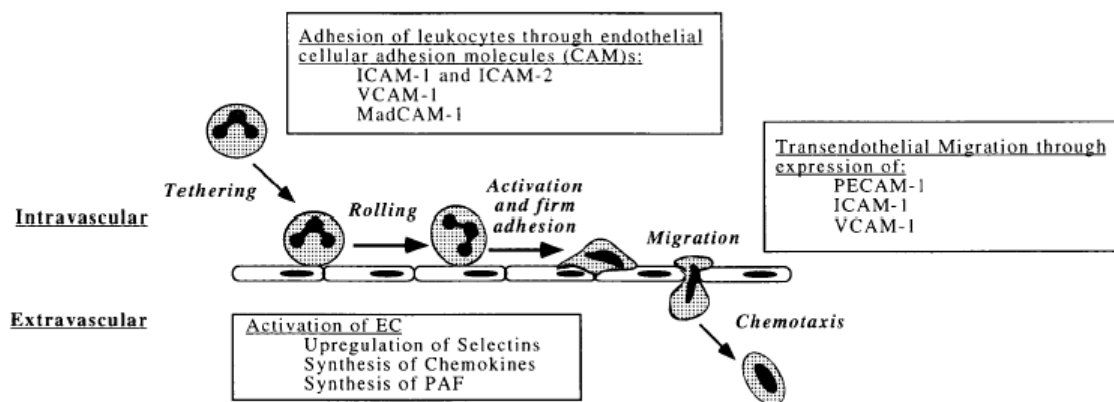 Adhesion of leukocytes through endothelial
cellular adhesion molecules (CAM)s:
ICAM-1 and ICAM-2
VCAM-1
MadCAM-1
Transendothelial Migration through
expression of:
PECAM-1
ICAM-1
VCAM-1
Tethering
Rolling
Activation
and firm
adhesion
Migration
Intravascular
Extravascular
Chemotaxis
Activation of EC
Upregulation of Selectins
Synthesis of Chemokines
Synthesis of PAF